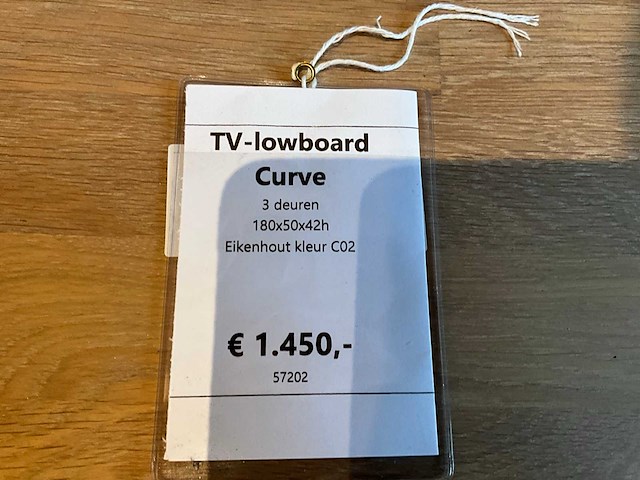 TV-lowboard
Curve
3 deuren
180x50x42h
Eikenhout kleur C02
€ 1.450,-
57202